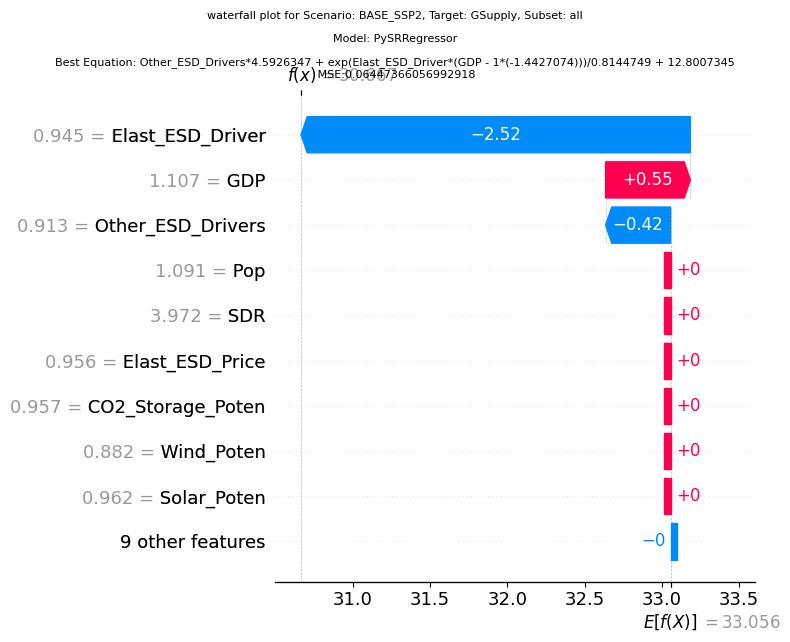 waterfall plot for Scenario: BASE_SSP2, Target: GSupply, Subset: all
Model: PySRRegressor
Best Equation: Other_ESD_Drivers*4.5926347 + exp(Elast_ESD_Driver*(GDP - 1*(-1.4427074)))/0.8144749 + 12.8007345
MSE:0.06447366056992918
f(x)
0.945 = Elast_ESD_Driver
−2.52
1.107 = GDP
+0.55
0.913 = Other_ESD_Drivers
−0.42
1.091 = Pop
+0
3.972 = SDR
+0
0.956 = Elast_ESD_Price
+0
0.957 = CO2_Storage_Poten
+0
0.882 = Wind_Poten
+0
0.962 = Solar_Poten
+0
9 other features
−0
31.0 31.5 32.0 32.5 33.0 33.5
E[f(X)] = 33.056